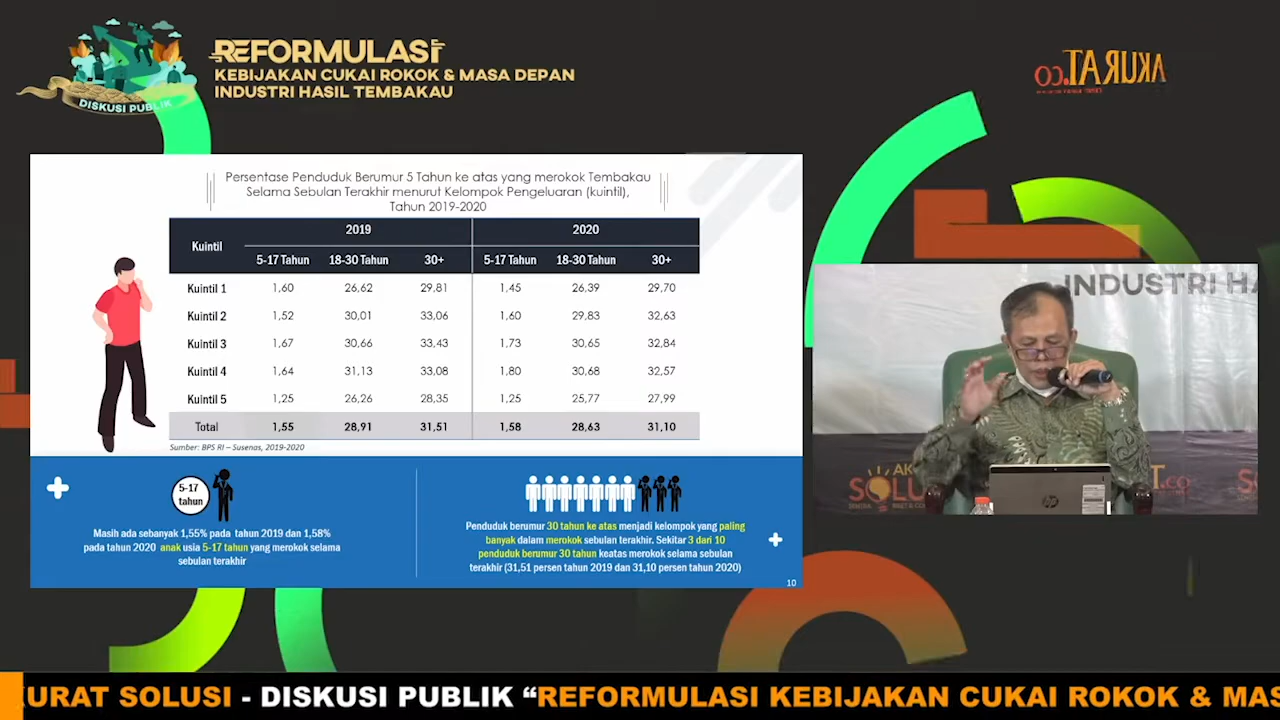 REFORMULASI
KEBIJAKAN CUKAI ROKOK & MASA DEPAN
INDUSTRI HASIL TEMBAKAU
DISKUSI PUBLIK
AKURAT.co
Persentase Penduduk Berumur 5 Tahun ke atas yang merokok Tembakau
Selama Sebulan Terakhir menurut Kelompok Pengeluaran (kuintil),
Tahun 2019-2020
Kuintil 2019 2020
5-17 Tahun 18-30 Tahun 30+ 5-17 Tahun 18-30 Tahun 30+
Kuintil 1 1,60 26,62 29.81 1,45 26,39 29,70
Kuintil 2 1,52 30,01 33,06 1,60 29,83 32,63
Kuintil 3 1,67 30,66 33,43 1,73 30,65 32,84
Kuintil 4 1,64 31,13 33,08 1,80 30,68 32,57
Kuintil 5 1,25 26,26 28,35 1,25 25,77 27,99
Total 1,55 28,91 31,51 1,58 28,63 31,10
Sumber: BPS RI – Susenas, 2019-2020
5-17
tahun
Masih ada sebanyak 1,55% pada tahun 2019 dan 1,58%
pada tahun 2020 anak usia 5-17 tahun yang merokok selama
sebulan terakhir
Penduduk berumur 30 tahun ke atas menjadi kelompok yang paling
banyak dalam merokok sebulan terakhir. Sekitar 3 dari 10
penduduk berumur 30 tahun keatas merokok selama sebulan
terakhir (31,51 persen tahun 2019 dan 31,10 persen tahun 2020)
10
INDUSTRI HA
AK
SOLU
T.co
hp
KURAT SOLUSI - DISKUSI PUBLIK “REFORMULASI KEBIJAKAN CUKAI ROKOK & MAS